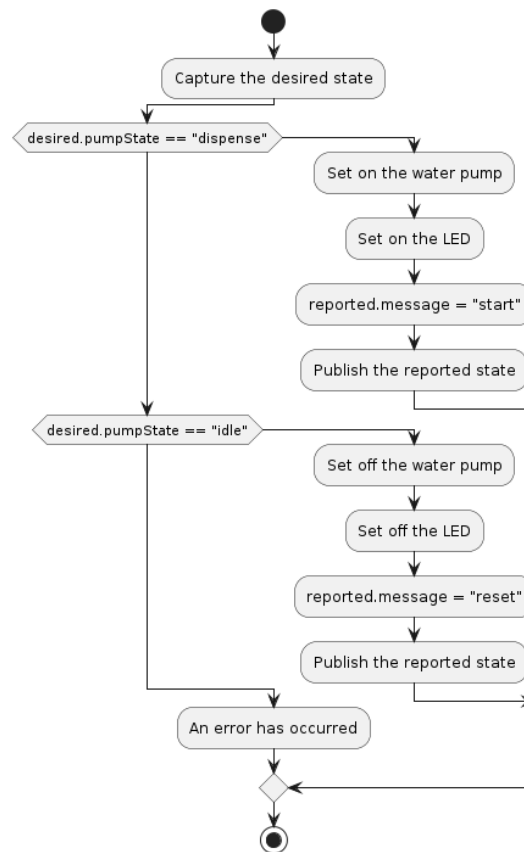 Capture the desired state
desired.pumpState == "dispense"
Set on the water pump
Set on the LED
reported.message = "start"
Publish the reported state
desired.pumpState == "idle"
Set off the water pump
Set off the LED
reported.message = "reset"
Publish the reported state
An error has occurred